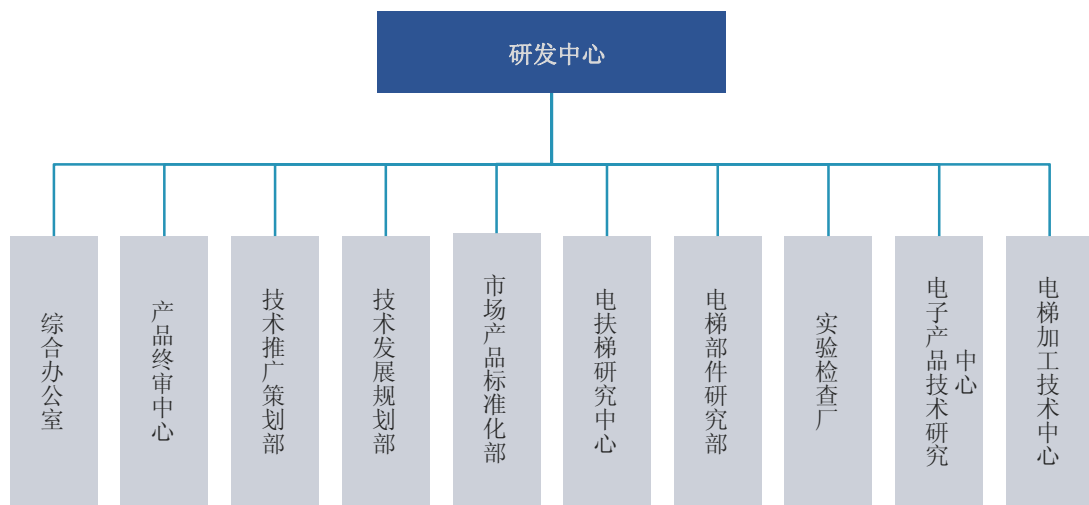 研发中心
综合办公室
产品终审中心
技术推广策划部
技术发展规划部
市场产品标准化部
电扶梯研究中心
电梯部件研究部
实验检查厂
电子产品技术研究
中心
电梯加工技术中心